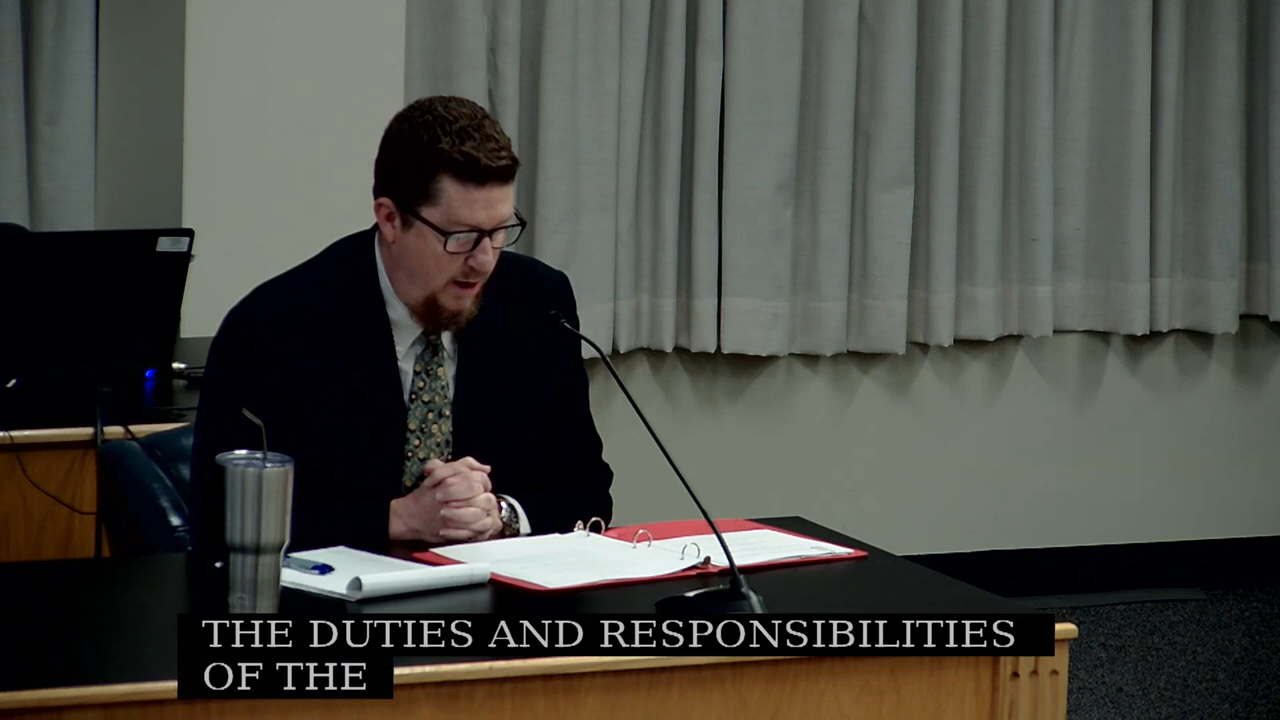 THE DUTIES AND RESPONSIBILITIES
OF THE